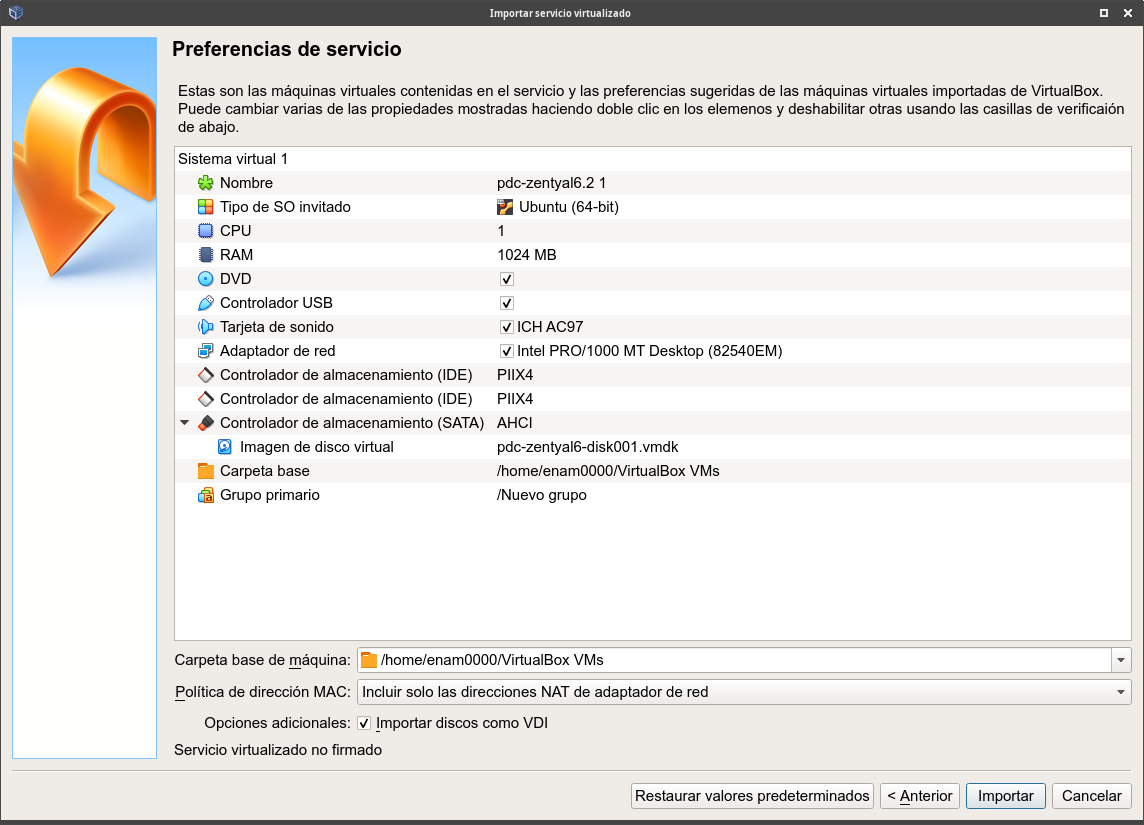 Importar servicio virtualizado
Preferencias de servicio
Estas son las máquinas virtuales contenidas en el servicio y las preferencias sugeridas de las máquinas virtuales importadas de VirtualBox.
Puede cambiar varias de las propiedades mostradas haciendo doble clic en los elemenos y deshabilitar otras usando las casillas de verificaión
de abajo.
Sistema virtual 1
Nombre pdc-zentyal6.2 1
Tipo de SO invitado Ubuntu (64-bit)
CPU 1
RAM 1024 MB
DVD
Controlador USB
Tarjeta de sonido ICH AC97
Adaptador de red Intel PRO/1000 MT Desktop (82540EM)
Controlador de almacenamiento (IDE) PIIX4
Controlador de almacenamiento (IDE) PIIX4
Controlador de almacenamiento (SATA) AHCI
Imagen de disco virtual pdc-zentyal6-disk001.vmdk
Carpeta base /home/enam0000/VirtualBox VMs
Grupo primario /Nuevo grupo
Carpeta base de máquina: /home/enam0000/VirtualBox VMs
Política de dirección MAC: Incluir solo las direcciones NAT de adaptador de red
Opciones adicionales: Importar discos como VDI
Servicio virtualizado no firmado
Restaurar valores predeterminados < Anterior Importar Cancelar